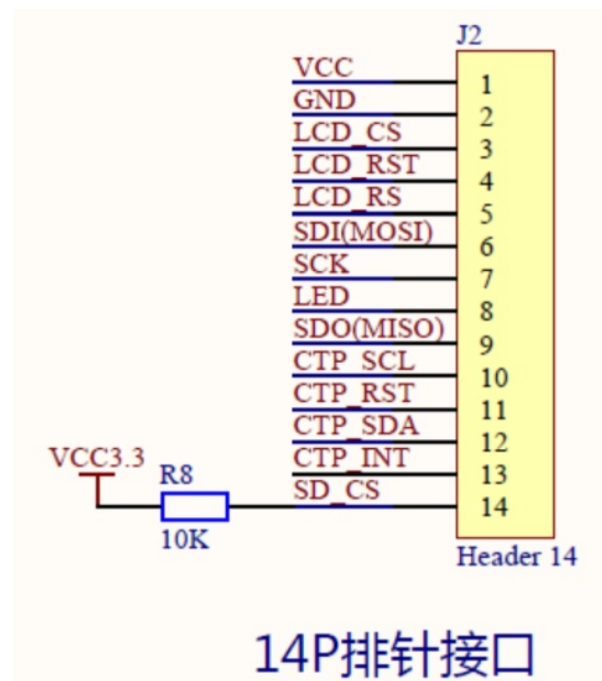 J2
VCC 1
GND 2
LCD_CS 3
LCD_RST 4
LCD_RS 5
SDI(MOSI) 6
SCK 7
LED 8
SDO(MISO) 9
CTP_SCL 10
CTP_RST 11
CTP_SDA 12
CTP_INT 13
VCC3.3 R8 SD_CS 14
10K Header 14
14P排针接口